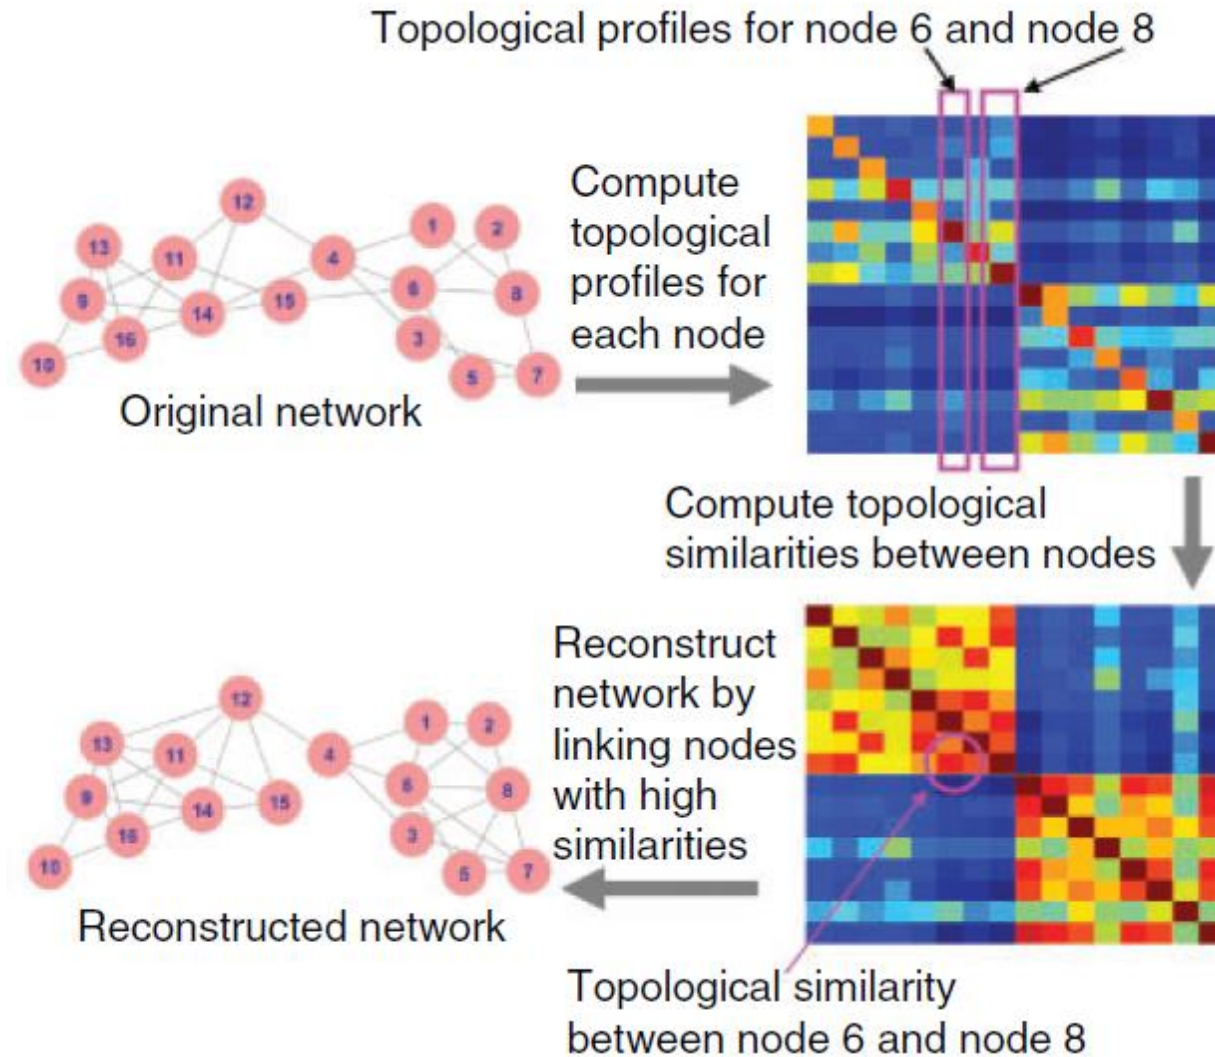 Topological profiles for node 6 and node 8
Compute
topological
profiles for
each node
12
1
2
13
11
4
6
8
9
14
15
3
16
10
5
7
Original network
Compute topological
similarities between nodes
Reconstruct
network by
linking nodes
with high
similarities
12
1
2
13
11
4
6
8
9
14
15
3
16
10
5
7
Reconstructed network
Topological similarity
between node 6 and node 8